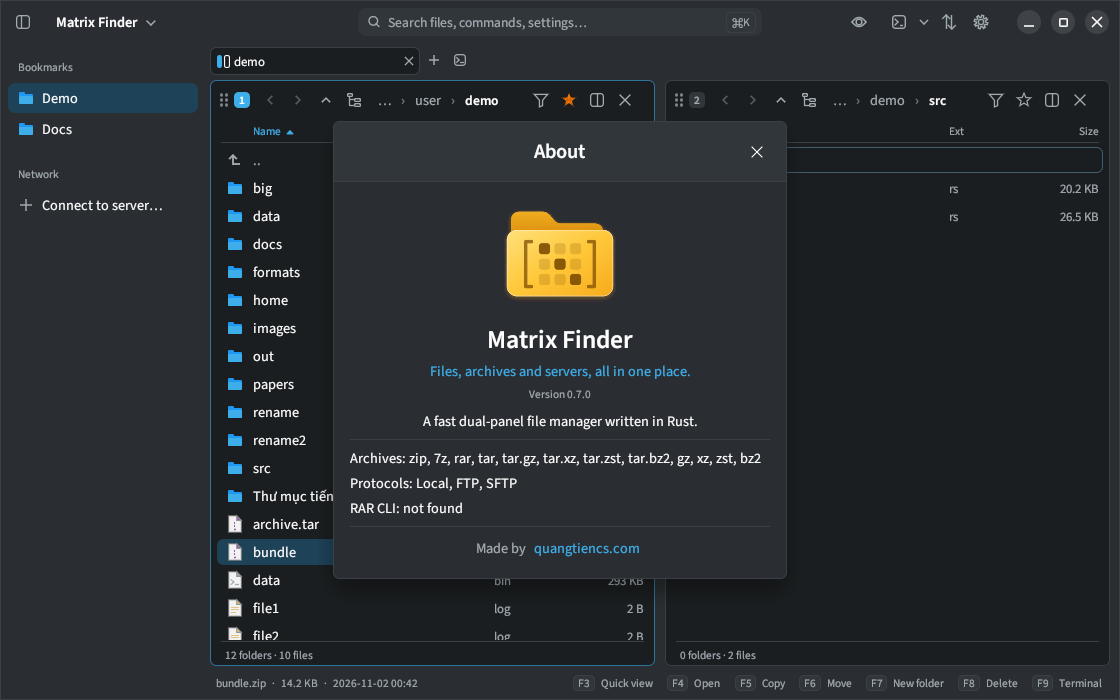 Matrix Finder
Search files, commands, settings…
⌘K
Bookmarks
Demo
Docs
Network
Connect to server…
demo
1
… › user › demo
Name
..
big
data
docs
formats
home
images
out
papers
rename
rename2
src
Thư mục tiến
archive.tar
bundle
data bin 293 KB
file1 log 2 B
file2 log 2 B
12 folders · 10 files
2
… › demo › src
Ext Size
rs 20.2 KB
rs 26.5 KB
0 folders · 2 files
About
Matrix Finder
Files, archives and servers, all in one place.
Version 0.7.0
A fast dual-panel file manager written in Rust.
Archives: zip, 7z, rar, tar, tar.gz, tar.xz, tar.zst, tar.bz2, gz, xz, zst, bz2
Protocols: Local, FTP, SFTP
RAR CLI: not found
Made by quangtiencs.com
bundle.zip · 14.2 KB · 2026-11-02 00:42
F3 Quick view F4 Open F5 Copy F6 Move F7 New folder F8 Delete F9 Terminal